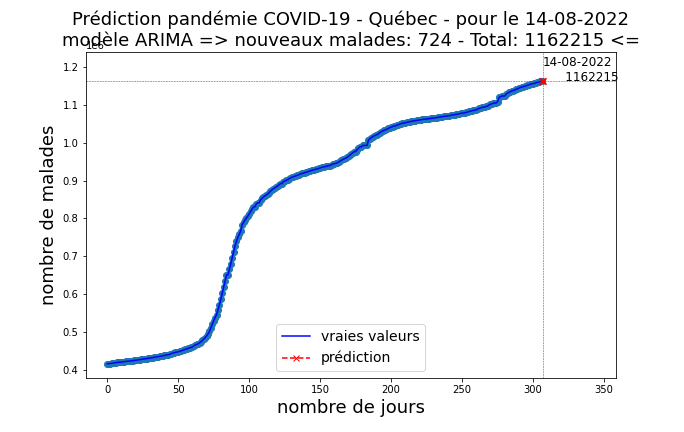 Prédiction pandémie COVID-19 - Québec - pour le 14-08-2022
modèle ARIMA => nouveaux malades: 724 - Total: 1162215 <=
1e6
14-08-2022
1162215
1.2
1.1
1.0
0.9
0.8
0.7
0.6
0.5
0.4
nombre de malades
vraies valeurs
prédiction
0 50 100 150 200 250 300 350
nombre de jours